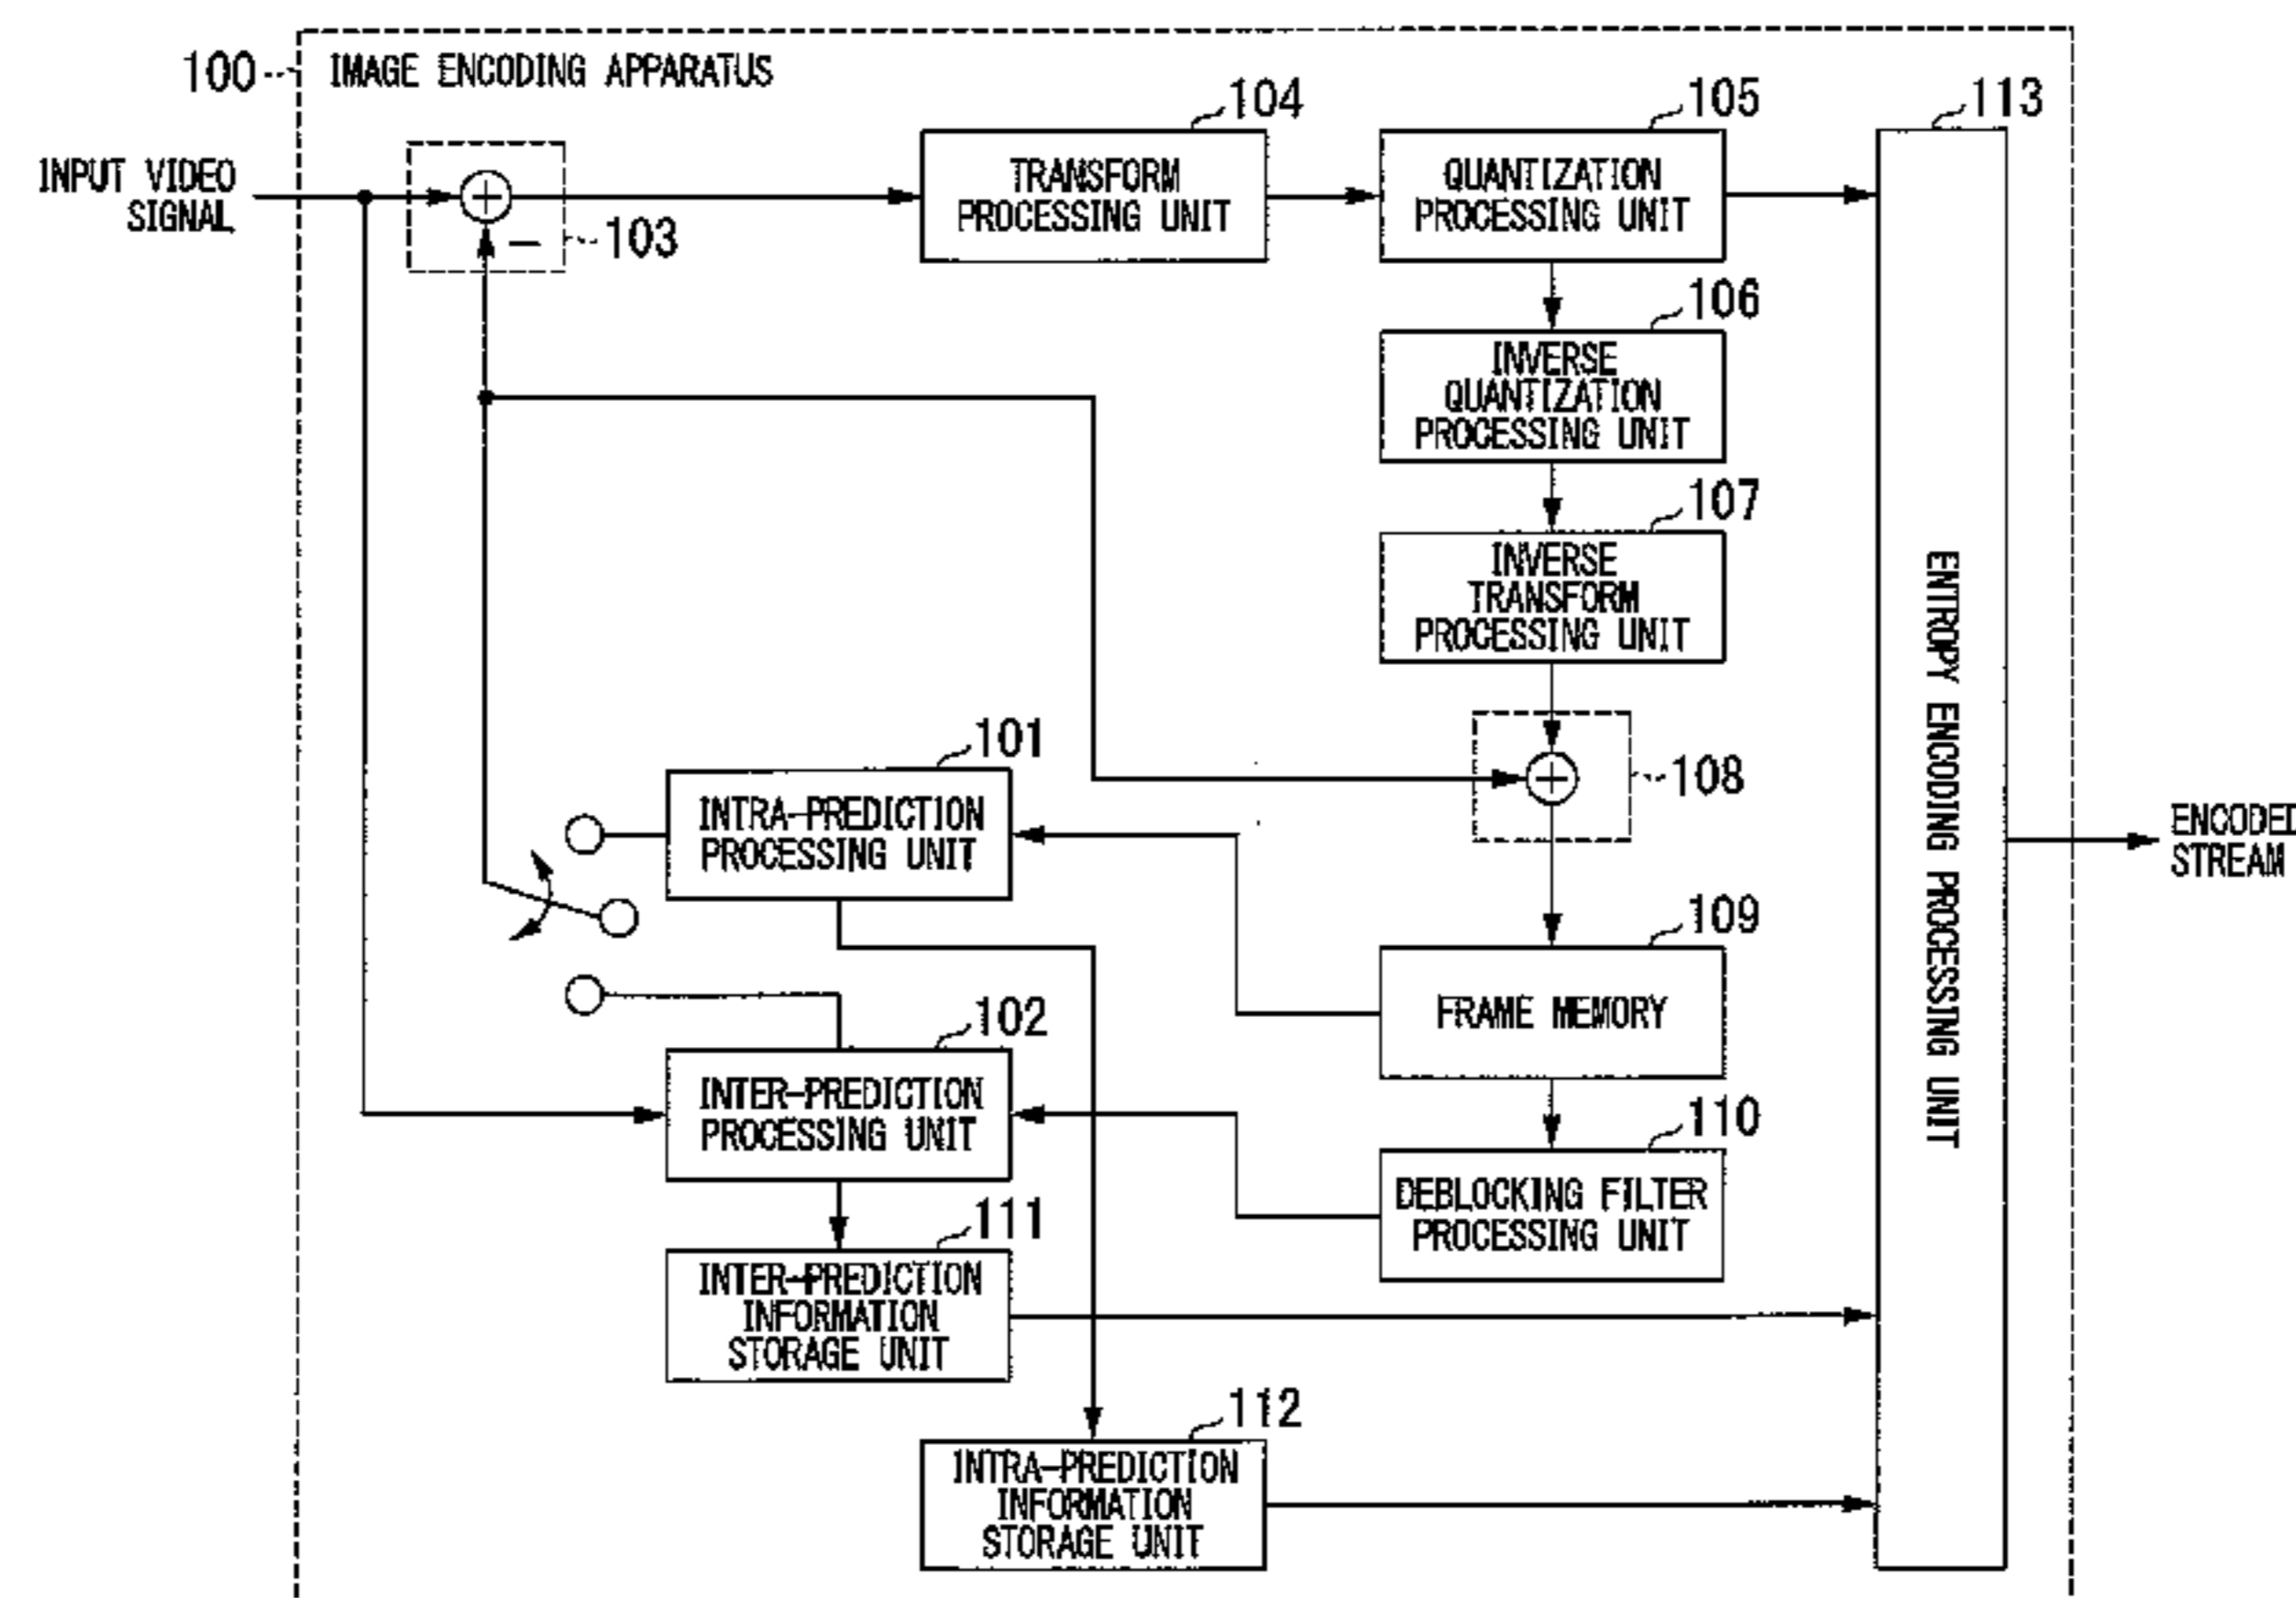 100
IMAGE ENCODING APPARATUS
104
105
113
INPUT VIDEO
SIGNAL
103
TRANSFORM
PROCESSING UNIT
QUANTIZATION
PROCESSING UNIT
106
INVERSE
QUANTIZATION
PROCESSING UNIT
107
INVERSE
TRANSFORM
PROCESSING UNIT
ENTROPY ENCODING PROCESSING UNIT
101
INTRA-PREDICTION
PROCESSING UNIT
108
ENCODED
STREAM
109
FRAME MEMORY
102
INTER-PREDICTION
PROCESSING UNIT
110
DEBLOCKING FILTER
PROCESSING UNIT
111
INTER-PREDICTION
INFORMATION
STORAGE UNIT
112
INTRA-PREDICTION
INFORMATION
STORAGE UNIT